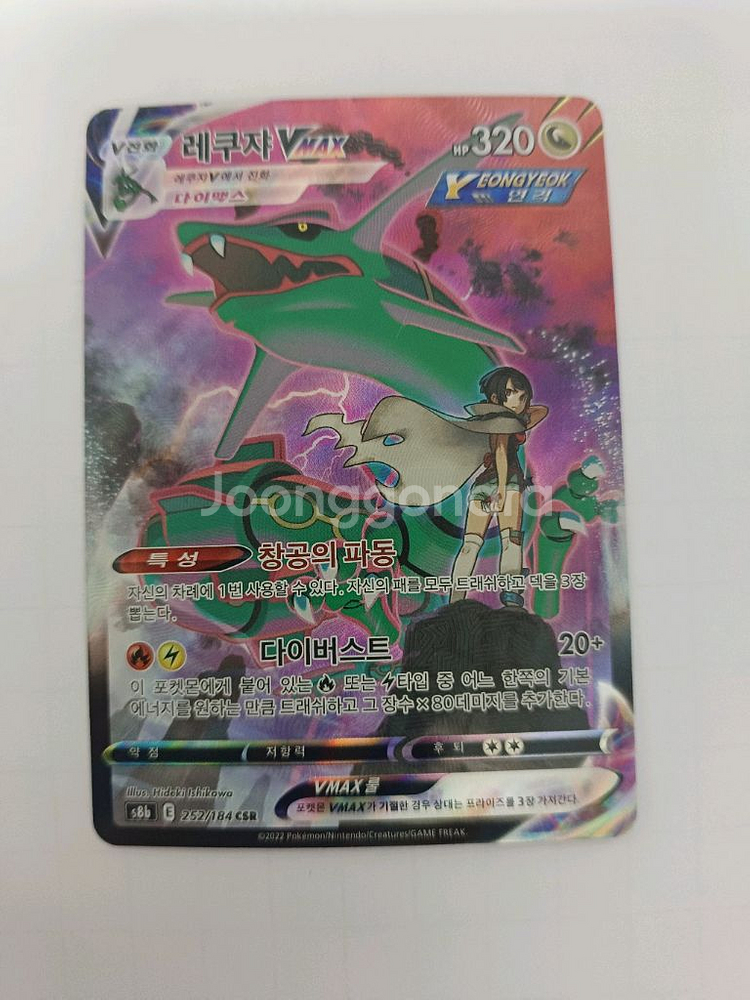 V진화
레쿠쟈 VMAX
HP 320
레쿠쟈V에서 진화
다이맥스
YEONGYEOK
연격
Joonggonara
특성 창공의 파동
자신의 차례에 1번 사용할 수 있다. 자신의 패를 모두 트래쉬하고 덱을 3장
뽑는다.
다이버스트 20+
이 포켓몬에게 붙어 있는 또는 타입 중 어느 한쪽의 기본
에너지를 원하는 만큼 트래쉬하고 그 장수×80데미지를 추가한다.
약점 저항력 후퇴
Illus. Hideki Ishikawa
VMAX 룰
포켓몬 VMAX가 기절한 경우 상대는 프라이즈를 3장 가져간다.
s8b E 252/184 CSR
©2022 Pokémon/Nintendo/Creatures/GAME FREAK.